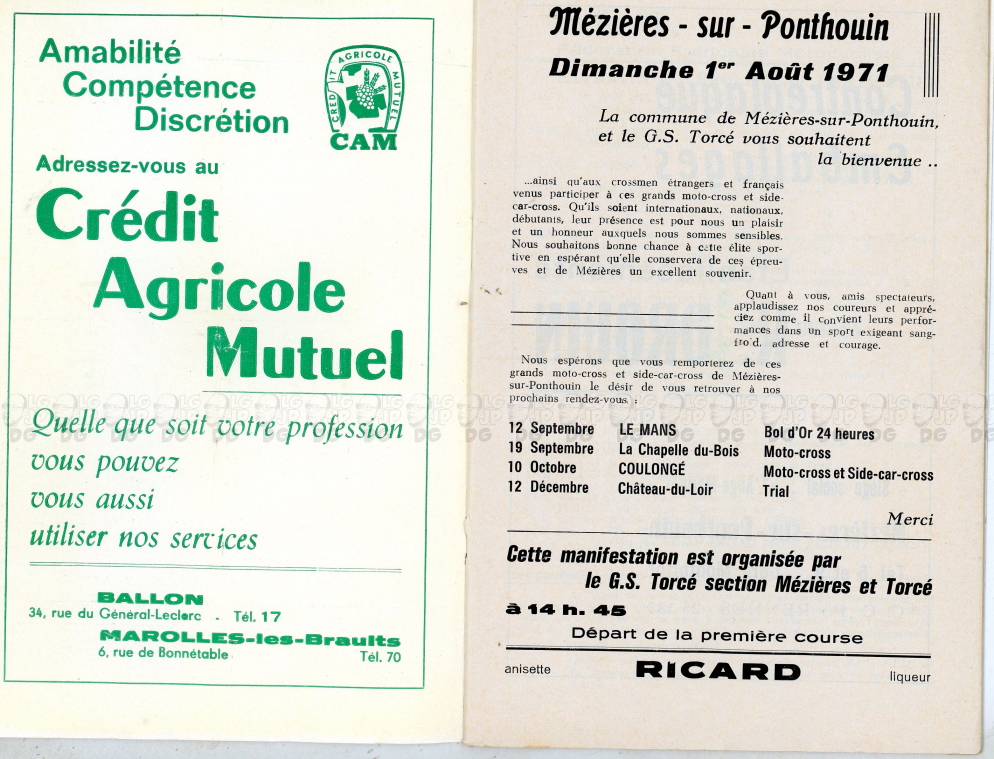 Amabilité
Compétence
Discrétion
CRÉDIT AGRICOLE MUTUEL
CAM
Adressez-vous au
Crédit
Agricole
Mutuel
Quelle que soit votre profession
vous pouvez
vous aussi
utiliser nos services
BALLON
34, rue du Général-Leclerc - Tél. 17
MAROLLES-les-Braults
6, rue de Bonnétable Tél. 70
Mézières - sur - Ponthouin
Dimanche 1er Août 1971
La commune de Mézières-sur-Ponthouin,
et le G.S. Torcé vous souhaitent
la bienvenue ..
...ainsi qu'aux crossmen étrangers et français
venus participer à ces grands moto-cross et side-
car-cross. Qu'ils soient internationaux, nationaux,
débutants, leur présence est pour nous un plaisir
et un honneur auxquels nous sommes sensibles.
Nous souhaitons bonne chance à cette élite spor-
tive en espérant qu'elle conservera de ces épreu-
ves et de Mézières un excellent souvenir.
Quant à vous, amis spectateurs,
applaudissez nos coureurs et appré-
ciez comme il convient leurs perfor-
mances dans un sport exigeant sang-
froid, adresse et courage.
Nous espérons que vous remporterez de ces
grands moto-cross et side-car-cross de Mézières-
sur-Ponthouin le désir de vous retrouver à nos
prochains rendez-vous :
12 Septembre LE MANS Bol d'Or 24 heures
19 Septembre La Chapelle du-Bois Moto-cross
10 Octobre COULONGÉ Moto-cross et Side-car-cross
12 Décembre Château-du-Loir Trial
Merci
Cette manifestation est organisée par
le G.S. Torcé section Mézières et Torcé
à 14 h. 45
Départ de la première course
anisette RICARD liqueur